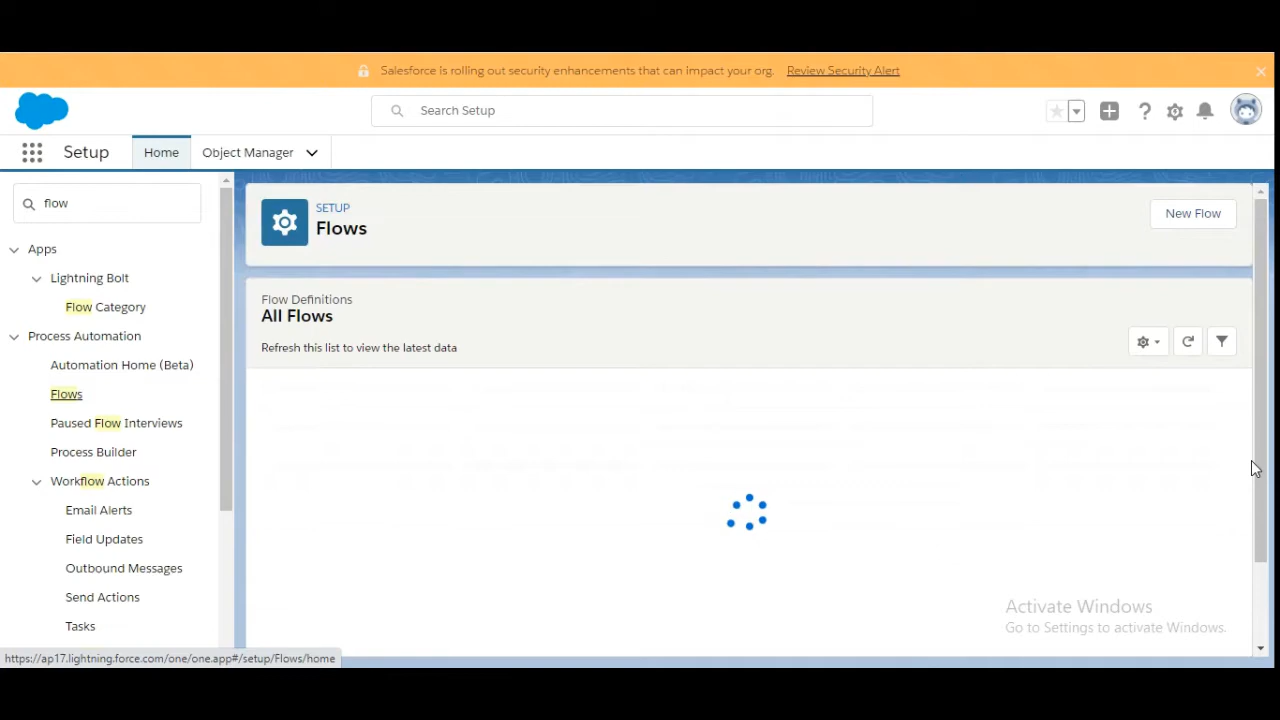 Salesforce is rolling out security enhancements that can impact your org. Review Security Alert
Search Setup
Setup
Home
Object Manager
flow
Apps
Lightning Bolt
Flow Category
Process Automation
Automation Home (Beta)
Flows
Paused Flow Interviews
Process Builder
Workflow Actions
Email Alerts
Field Updates
Outbound Messages
Send Actions
Tasks
SETUP
Flows
New Flow
Flow Definitions
All Flows
Refresh this list to view the latest data
Activate Windows
Go to Settings to activate Windows.
https://ap17.lightning.force.com/one/one.app#/setup/Flows/home